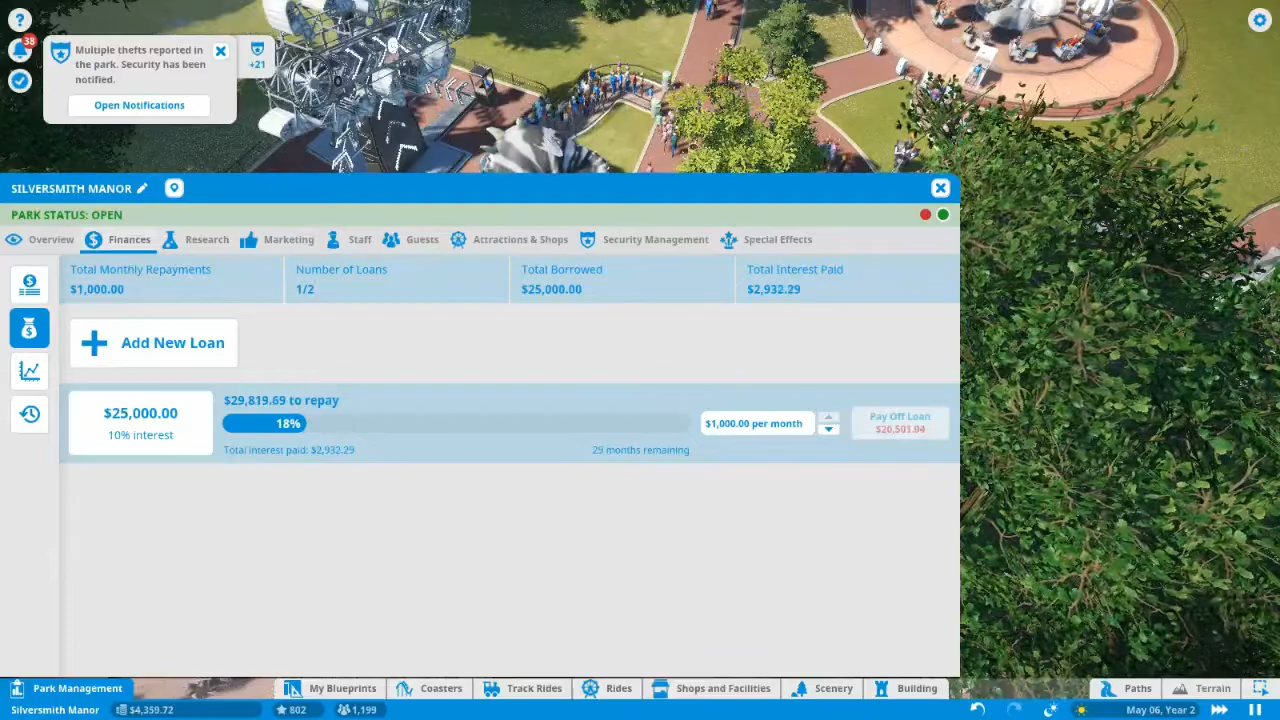 38
Multiple thefts reported in
the park. Security has been
notified.
+21
Open Notifications
SILVERSMITH MANOR
PARK STATUS: OPEN
Overview
Finances
Research
Marketing
Staff
Guests
Attractions & Shops
Security Management
Special Effects
Total Monthly Repayments
$1,000.00
Number of Loans
1/2
Total Borrowed
$25,000.00
Total Interest Paid
$2,932.29
Add New Loan
$25,000.00
10% interest
$29,819.69 to repay
18%
Total interest paid: $2,932.29
29 months remaining
$1,000.00 per month
Pay Off Loan
$20,501.04
Park Management
My Blueprints
Coasters
Track Rides
Rides
Shops and Facilities
Scenery
Building
Paths
Terrain
Silversmith Manor
$4,359.72
802
1,199
May 06, Year 2